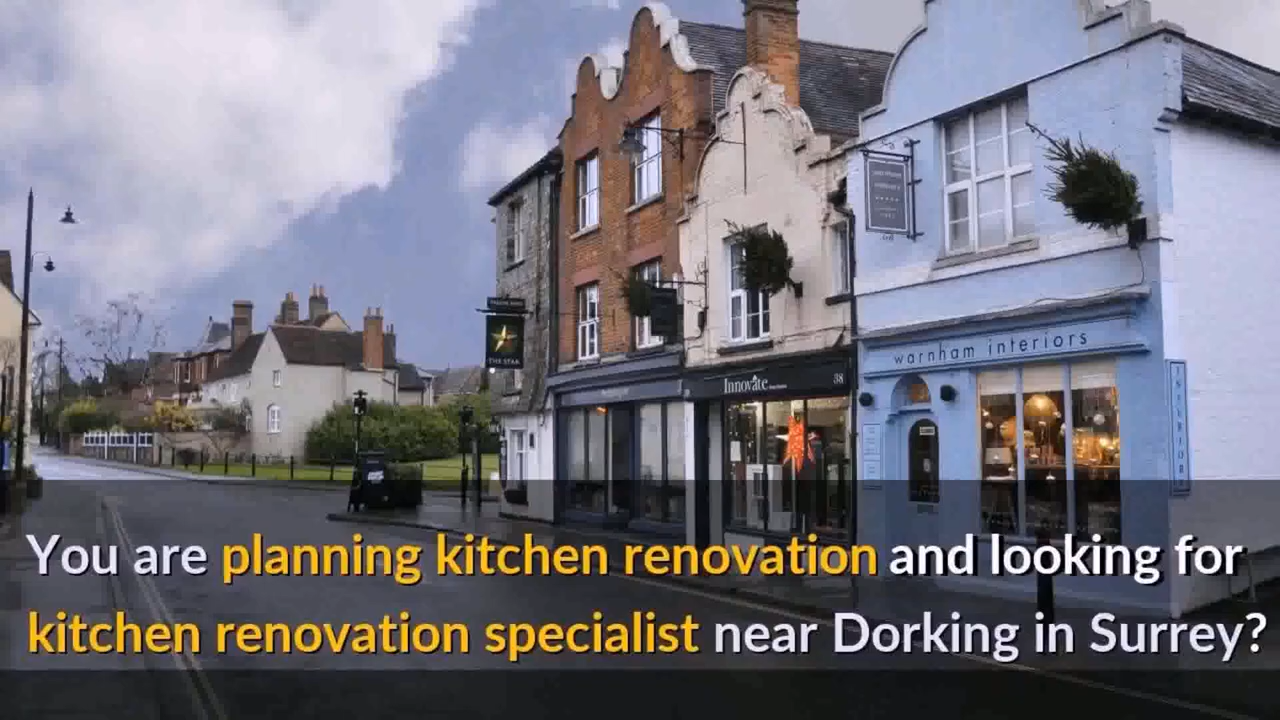 THE STAR
Innovate
38
warnham interiors
INTERIOR
You are planning kitchen renovation and looking for
kitchen renovation specialist near Dorking in Surrey?